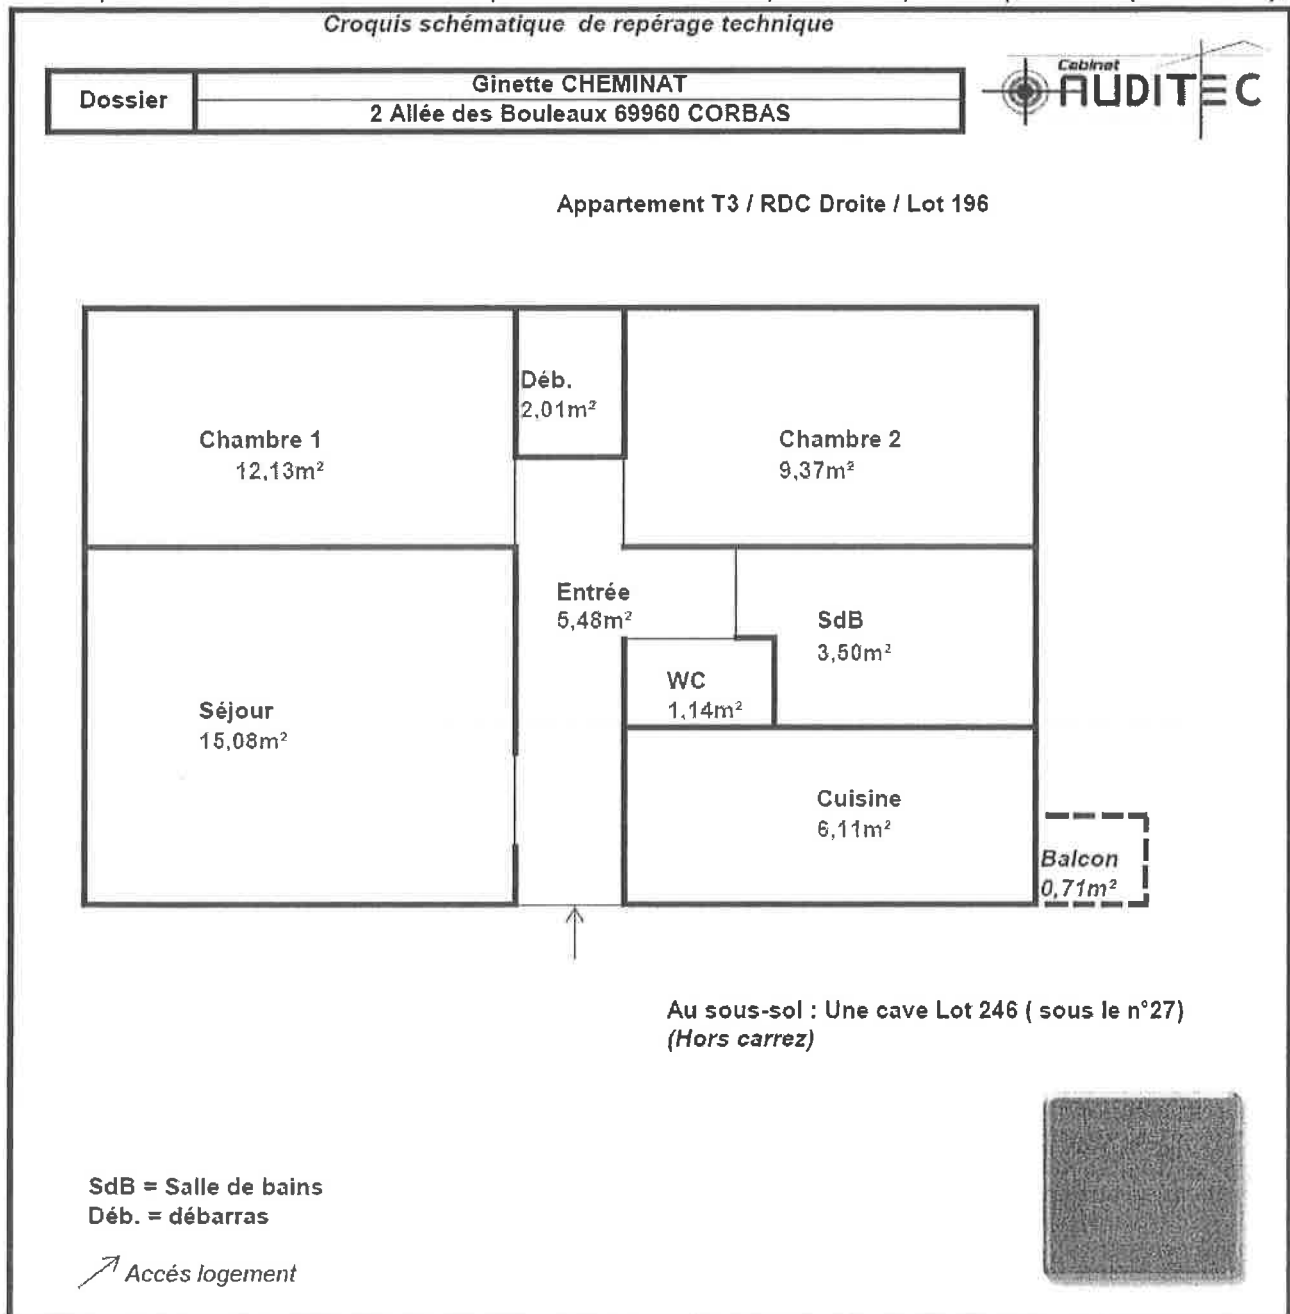 Croquis schématique de repérage technique
Dossier
Ginette CHEMINAT
2 Allée des Bouleaux 69960 CORBAS
Cabinet
AUDITEC
Appartement T3 / RDC Droite / Lot 196
Déb.
2,01m²
Chambre 1
12,13m²
Chambre 2
9,37m²
Entrée
5,48m²
SdB
3,50m²
WC
1,14m²
Séjour
15,08m²
Cuisine
6,11m²
Balcon
0,71m²
Au sous-sol : Une cave Lot 246 ( sous le n°27)
(Hors carrez)
SdB = Salle de bains
Déb. = débarras
Accés logement